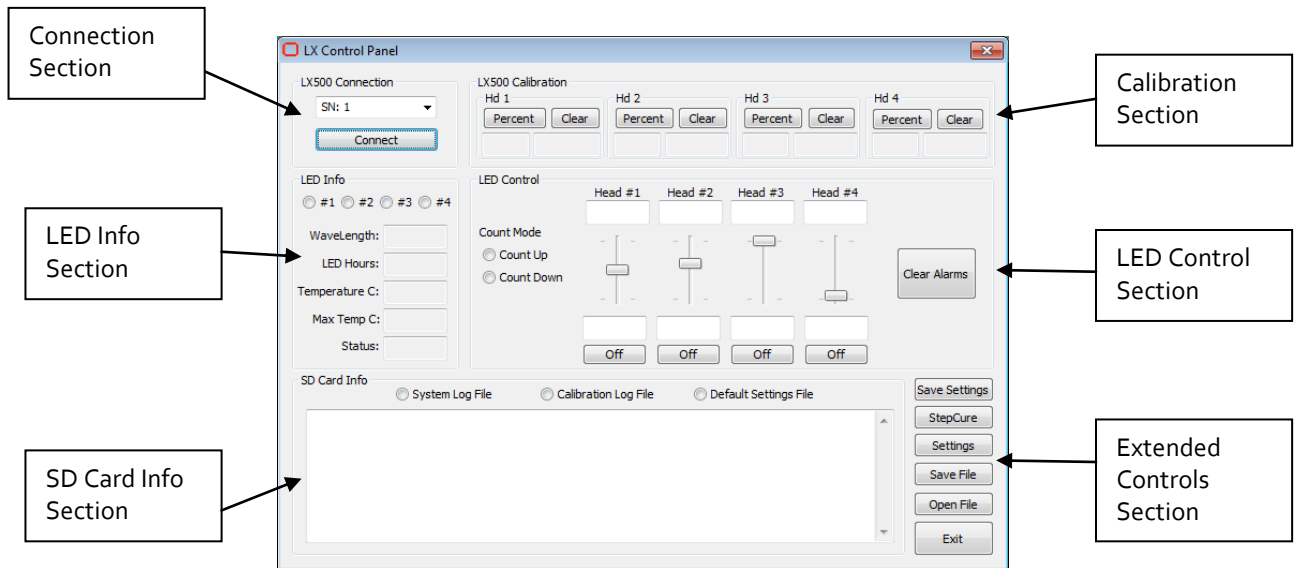 Connection
Section
LX Control Panel
LX500 Connection
SN: 1
Connect
LX500 Calibration
Hd 1 Hd 2 Hd 3 Hd 4
Percent Clear Percent Clear Percent Clear Percent Clear
Calibration
Section
LED Info
#1 #2 #3 #4
WaveLength:
LED Hours:
Temperature C:
Max Temp C:
Status:
LED Info
Section
LED Control
Head #1 Head #2 Head #3 Head #4
Count Mode
Count Up
Count Down
Clear Alarms
Off Off Off Off
LED Control
Section
SD Card Info
System Log File Calibration Log File Default Settings File
SD Card Info
Section
Save Settings
StepCure
Settings
Save File
Open File
Exit
Extended
Controls
Section